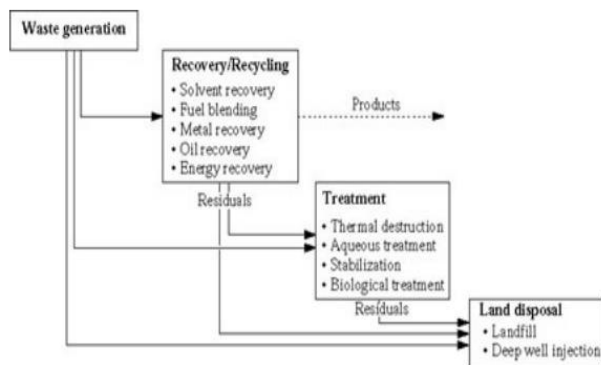 Waste generation
Recovery/Recycling
• Solvent recovery
• Fuel blending
• Metal recovery
• Oil recovery
• Energy recovery
Products
Residuals
Treatment
• Thermal destruction
• Aqueous treatment
• Stabilization
• Biological treatment
Residuals
Land disposal
• Landfill
• Deep well injection